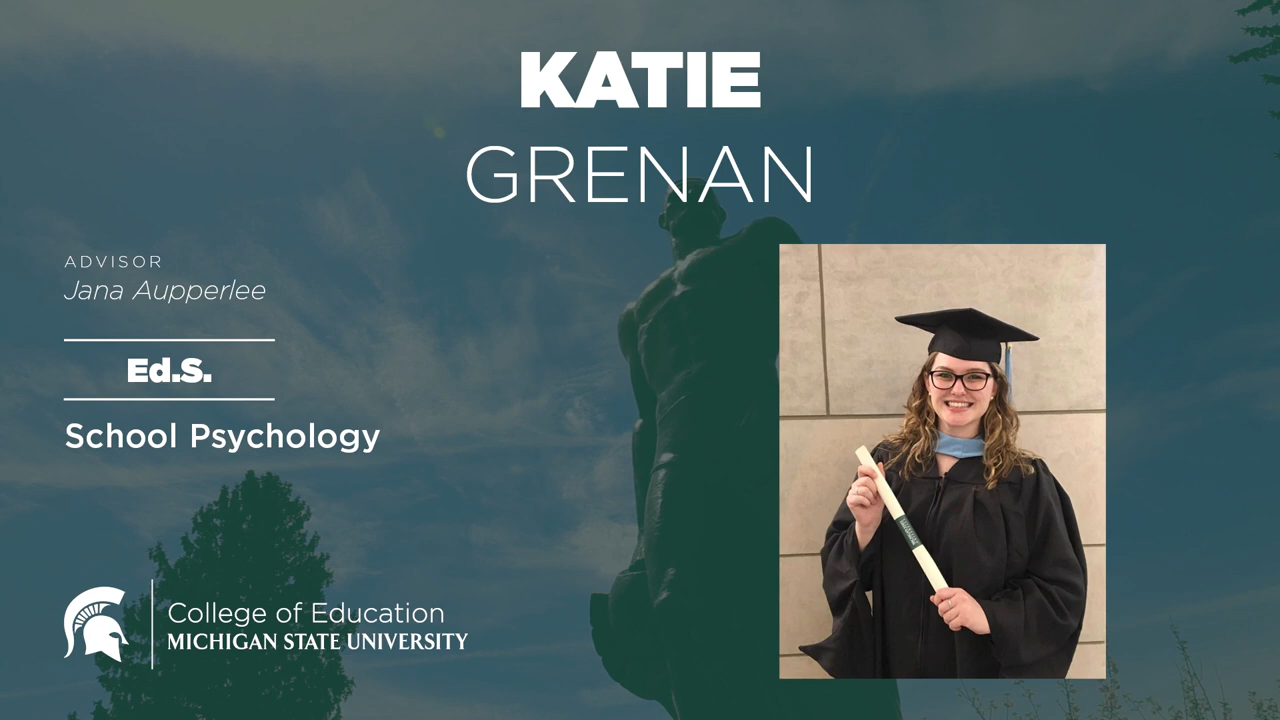 KATIE
GRENAN
ADVISOR
Jana Aupperlee
Ed.S.
School Psychology
College of Education
MICHIGAN STATE UNIVERSITY